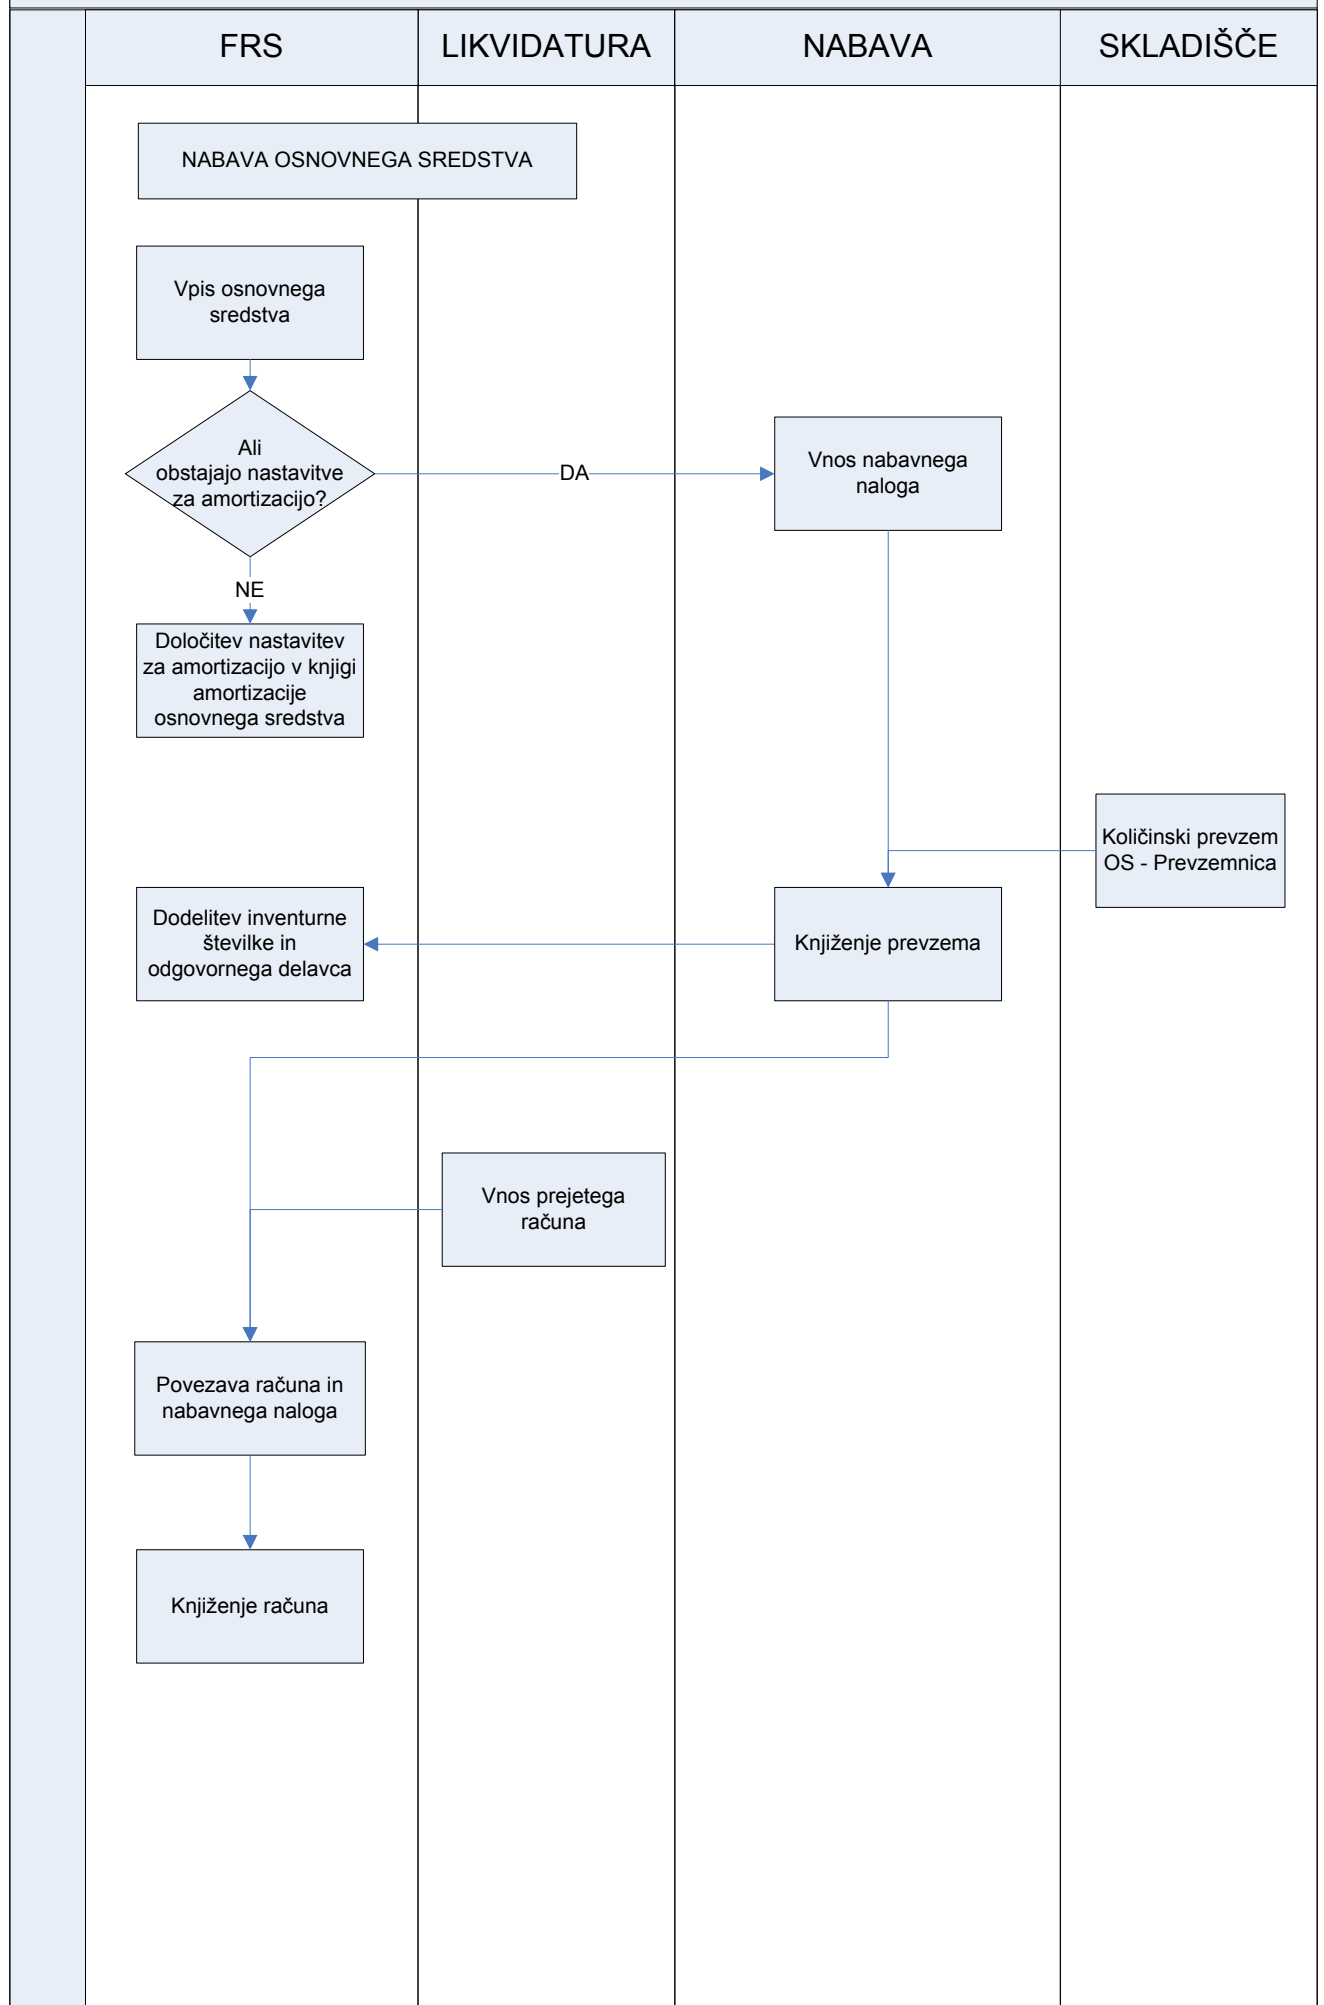 FRS
LIKVIDATURA
NABAVA
SKLADIŠČE
NABAVA OSNOVNEGA SREDSTVA
Vpis osnovnega
sredstva
Ali
obstajajo nastavitve
za amortizacijo?
DA
Vnos nabavnega
naloga
NE
Določitev nastavitev
za amortizacijo v knjigi
amortizacije
osnovnega sredstva
Količinski prevzem
OS - Prevzemnica
Dodelitev inventurne
številke in
odgovornega delavca
Knjiženje prevzema
Vnos prejetega
računa
Povezava računa in
nabavnega naloga
Knjiženje računa